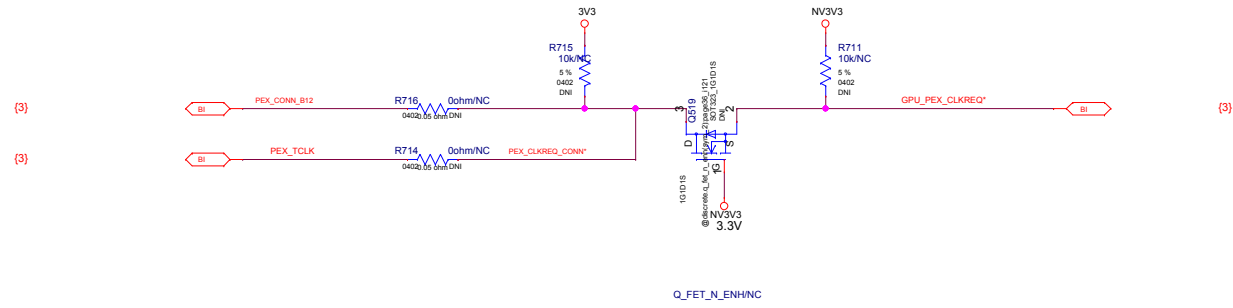 3V3
NV3V3
R715
10k/NC
5 %
0402
DNI
R711
10k/NC
5 %
0402
DNI
{3}
BI
PEX_CONN_B12
R716
0ohm/NC
0402
0.05 ohm
DNI
3
Q519
SOT323_1G1D1S
DNI
2
GPU_PEX_CLKREQ*
BI
{3}
{3}
BI
PEX_TCLK
R714
0ohm/NC
0402
0.05 ohm
DNI
PEX_CLKREQ_CONN*
D
S
1G
1G1D1S
NV3V3
3.3V
Q_FET_N_ENH/NC